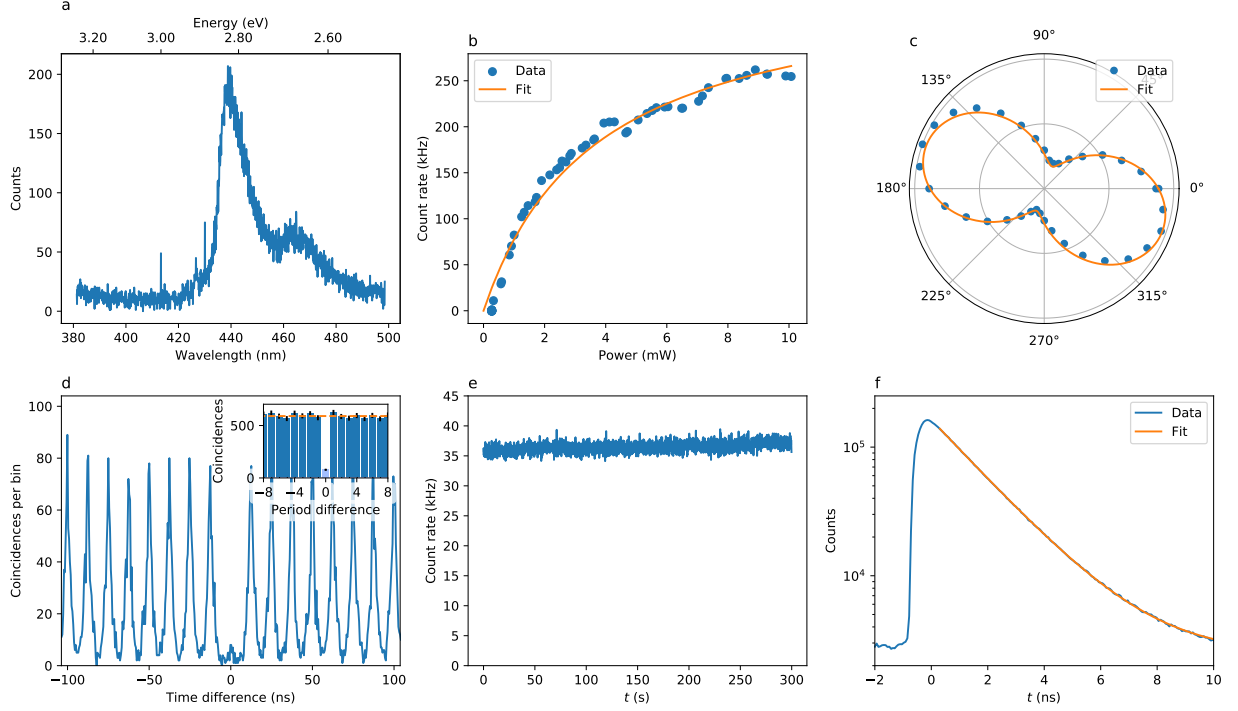 a
Energy (eV)
3.20 3.00 2.80 2.60
200
150
100
50
0
Counts
380 400 420 440 460 480 500
Wavelength (nm)
b
Data
Fit
250
200
150
100
50
0
Count rate (kHz)
0 2 4 6 8 10
Power (mW)
c
Data
Fit
90°
45°
135°
180°
0°
225°
315°
270°
d
100
80
60
40
20
0
Coincidences per bin
−100 −50 0 50 100
Time difference (ns)
500
0
Coincidences
−8 −4 0 4 8
Period difference
e
45
40
35
30
25
20
15
10
5
0
Count rate (kHz)
0 50 100 150 200 250 300
t (s)
f
Data
Fit
10⁵
10⁴
Counts
−2 0 2 4 6 8 10
t (ns)